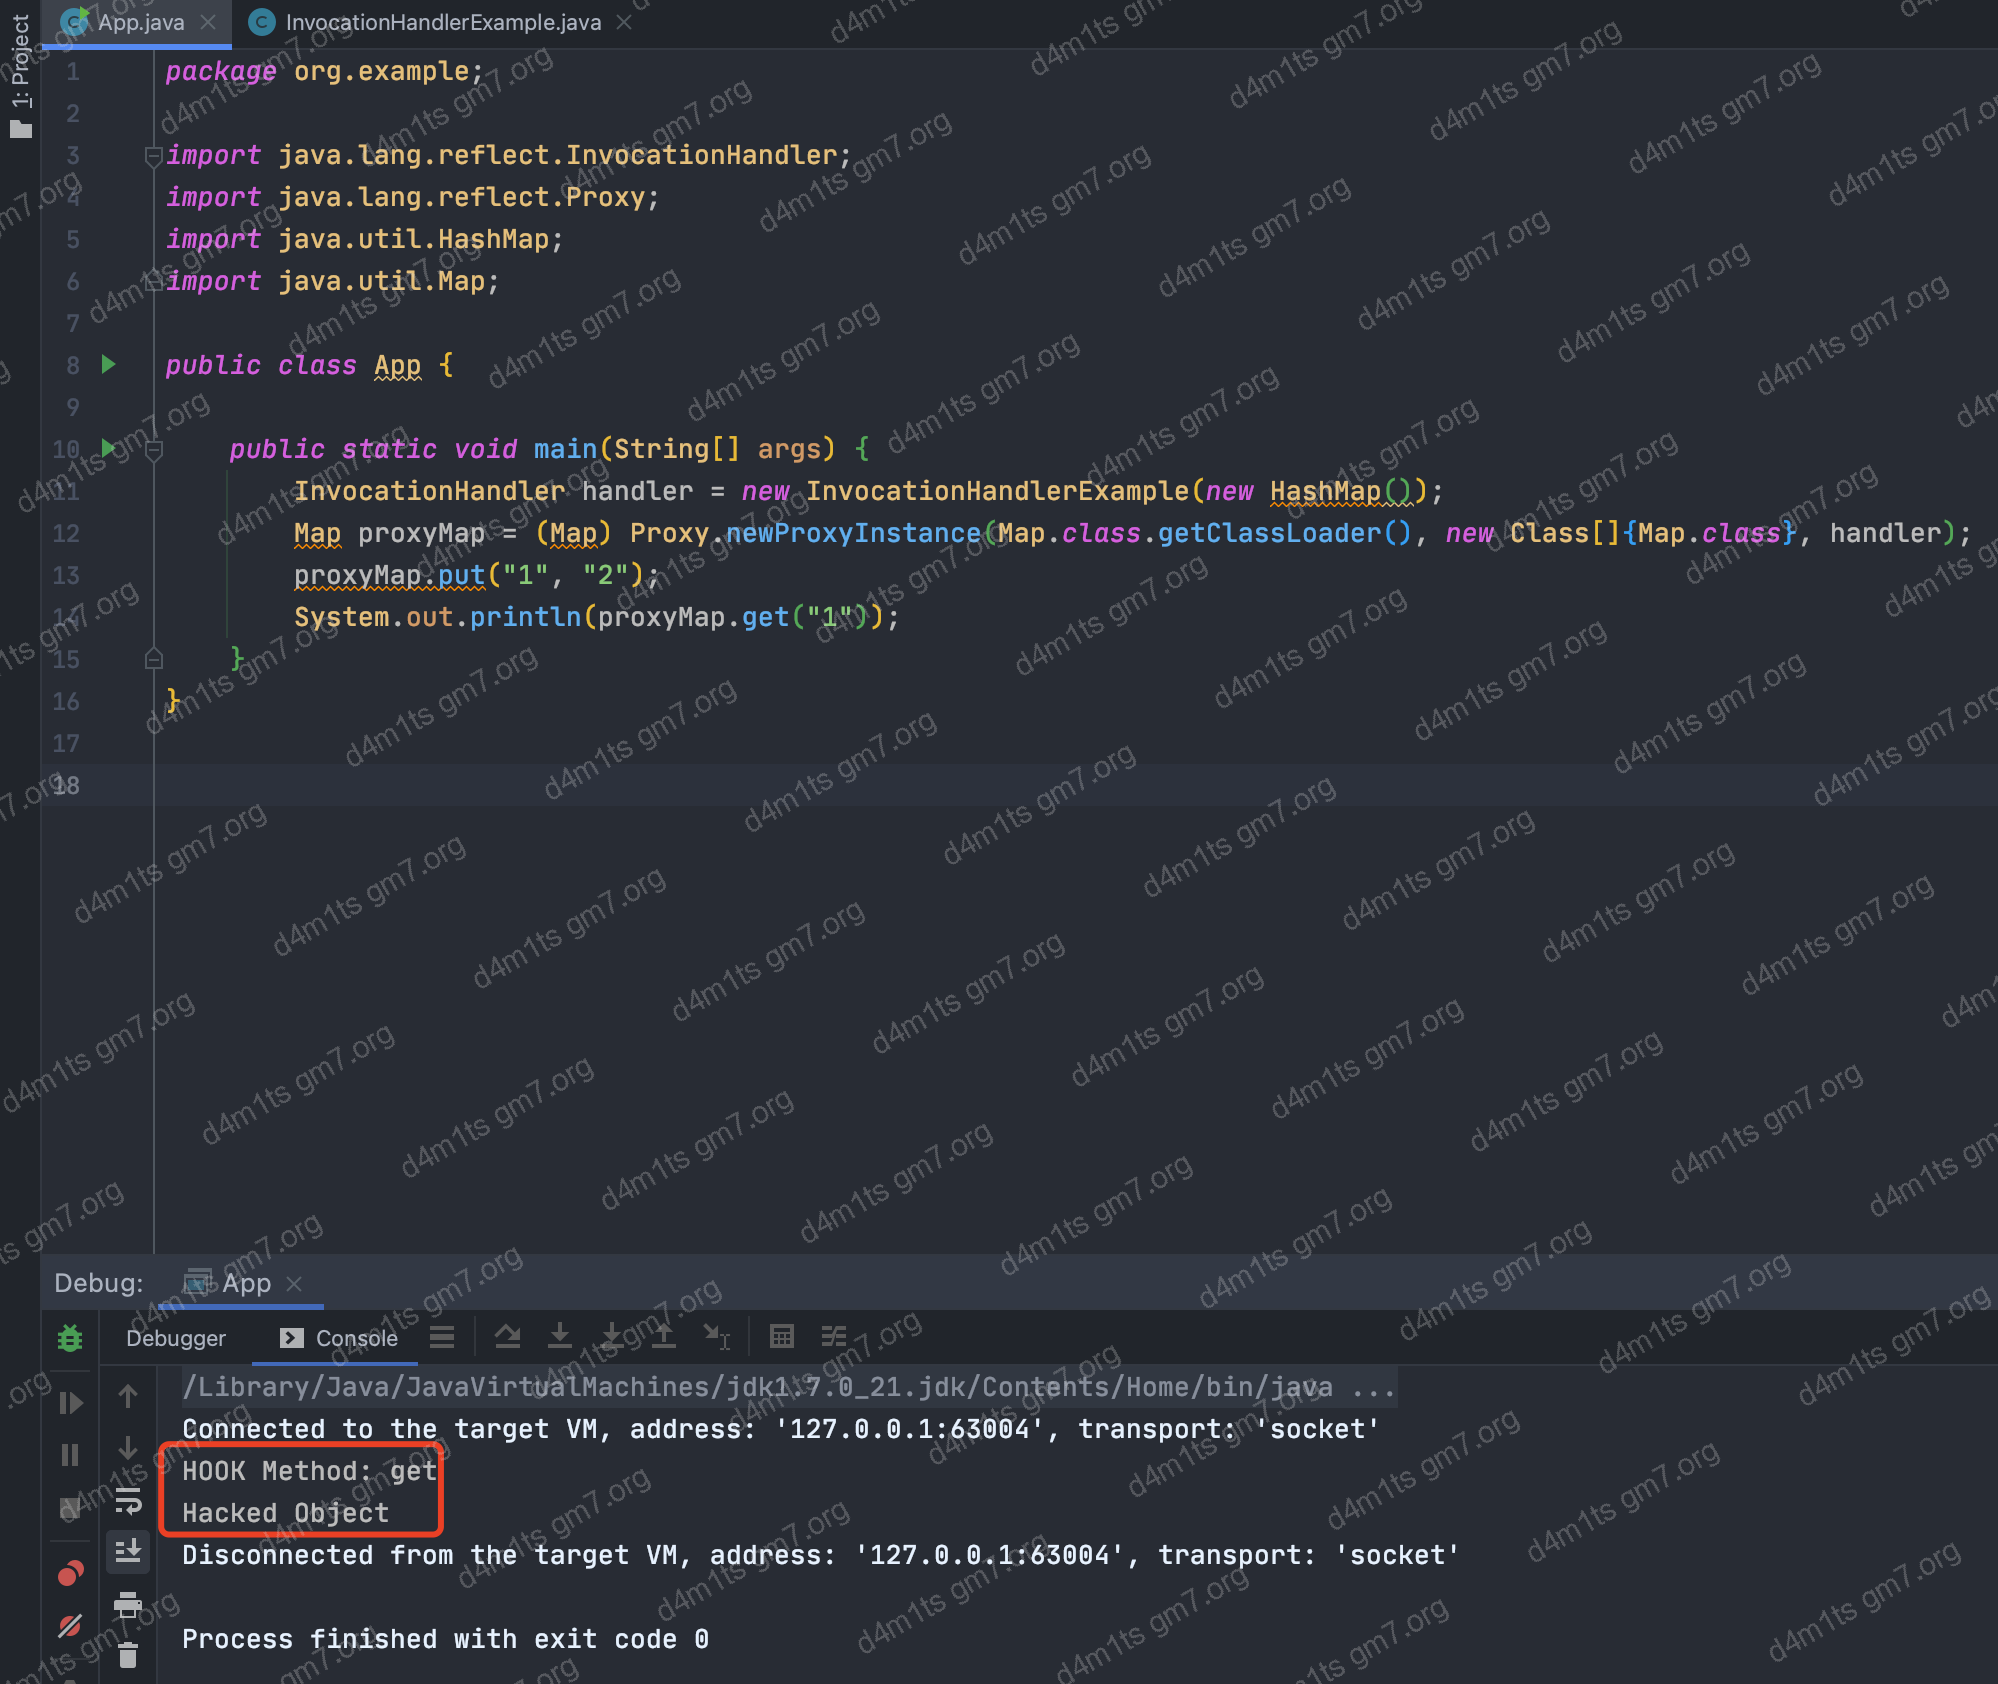 App.java
InvocationHandlerExample.java
1: Project
1 package org.example;
2
3 import java.lang.reflect.InvocationHandler;
4 import java.lang.reflect.Proxy;
5 import java.util.HashMap;
6 import java.util.Map;
7
8 public class App {
9
10 public static void main(String[] args) {
11 InvocationHandler handler = new InvocationHandlerExample(new HashMap());
12 Map proxyMap = (Map) Proxy.newProxyInstance(Map.class.getClassLoader(), new Class[]{Map.class}, handler);
13 proxyMap.put("1", "2");
14 System.out.println(proxyMap.get("1"));
15 }
16 }
17
18
Debug: App
Debugger Console
/Library/Java/JavaVirtualMachines/jdk1.7.0_21.jdk/Contents/Home/bin/java ...
Connected to the target VM, address: '127.0.0.1:63004', transport: 'socket'
HOOK Method: get
Hacked Object
Disconnected from the target VM, address: '127.0.0.1:63004', transport: 'socket'
Process finished with exit code 0
d4m1ts gm7.org